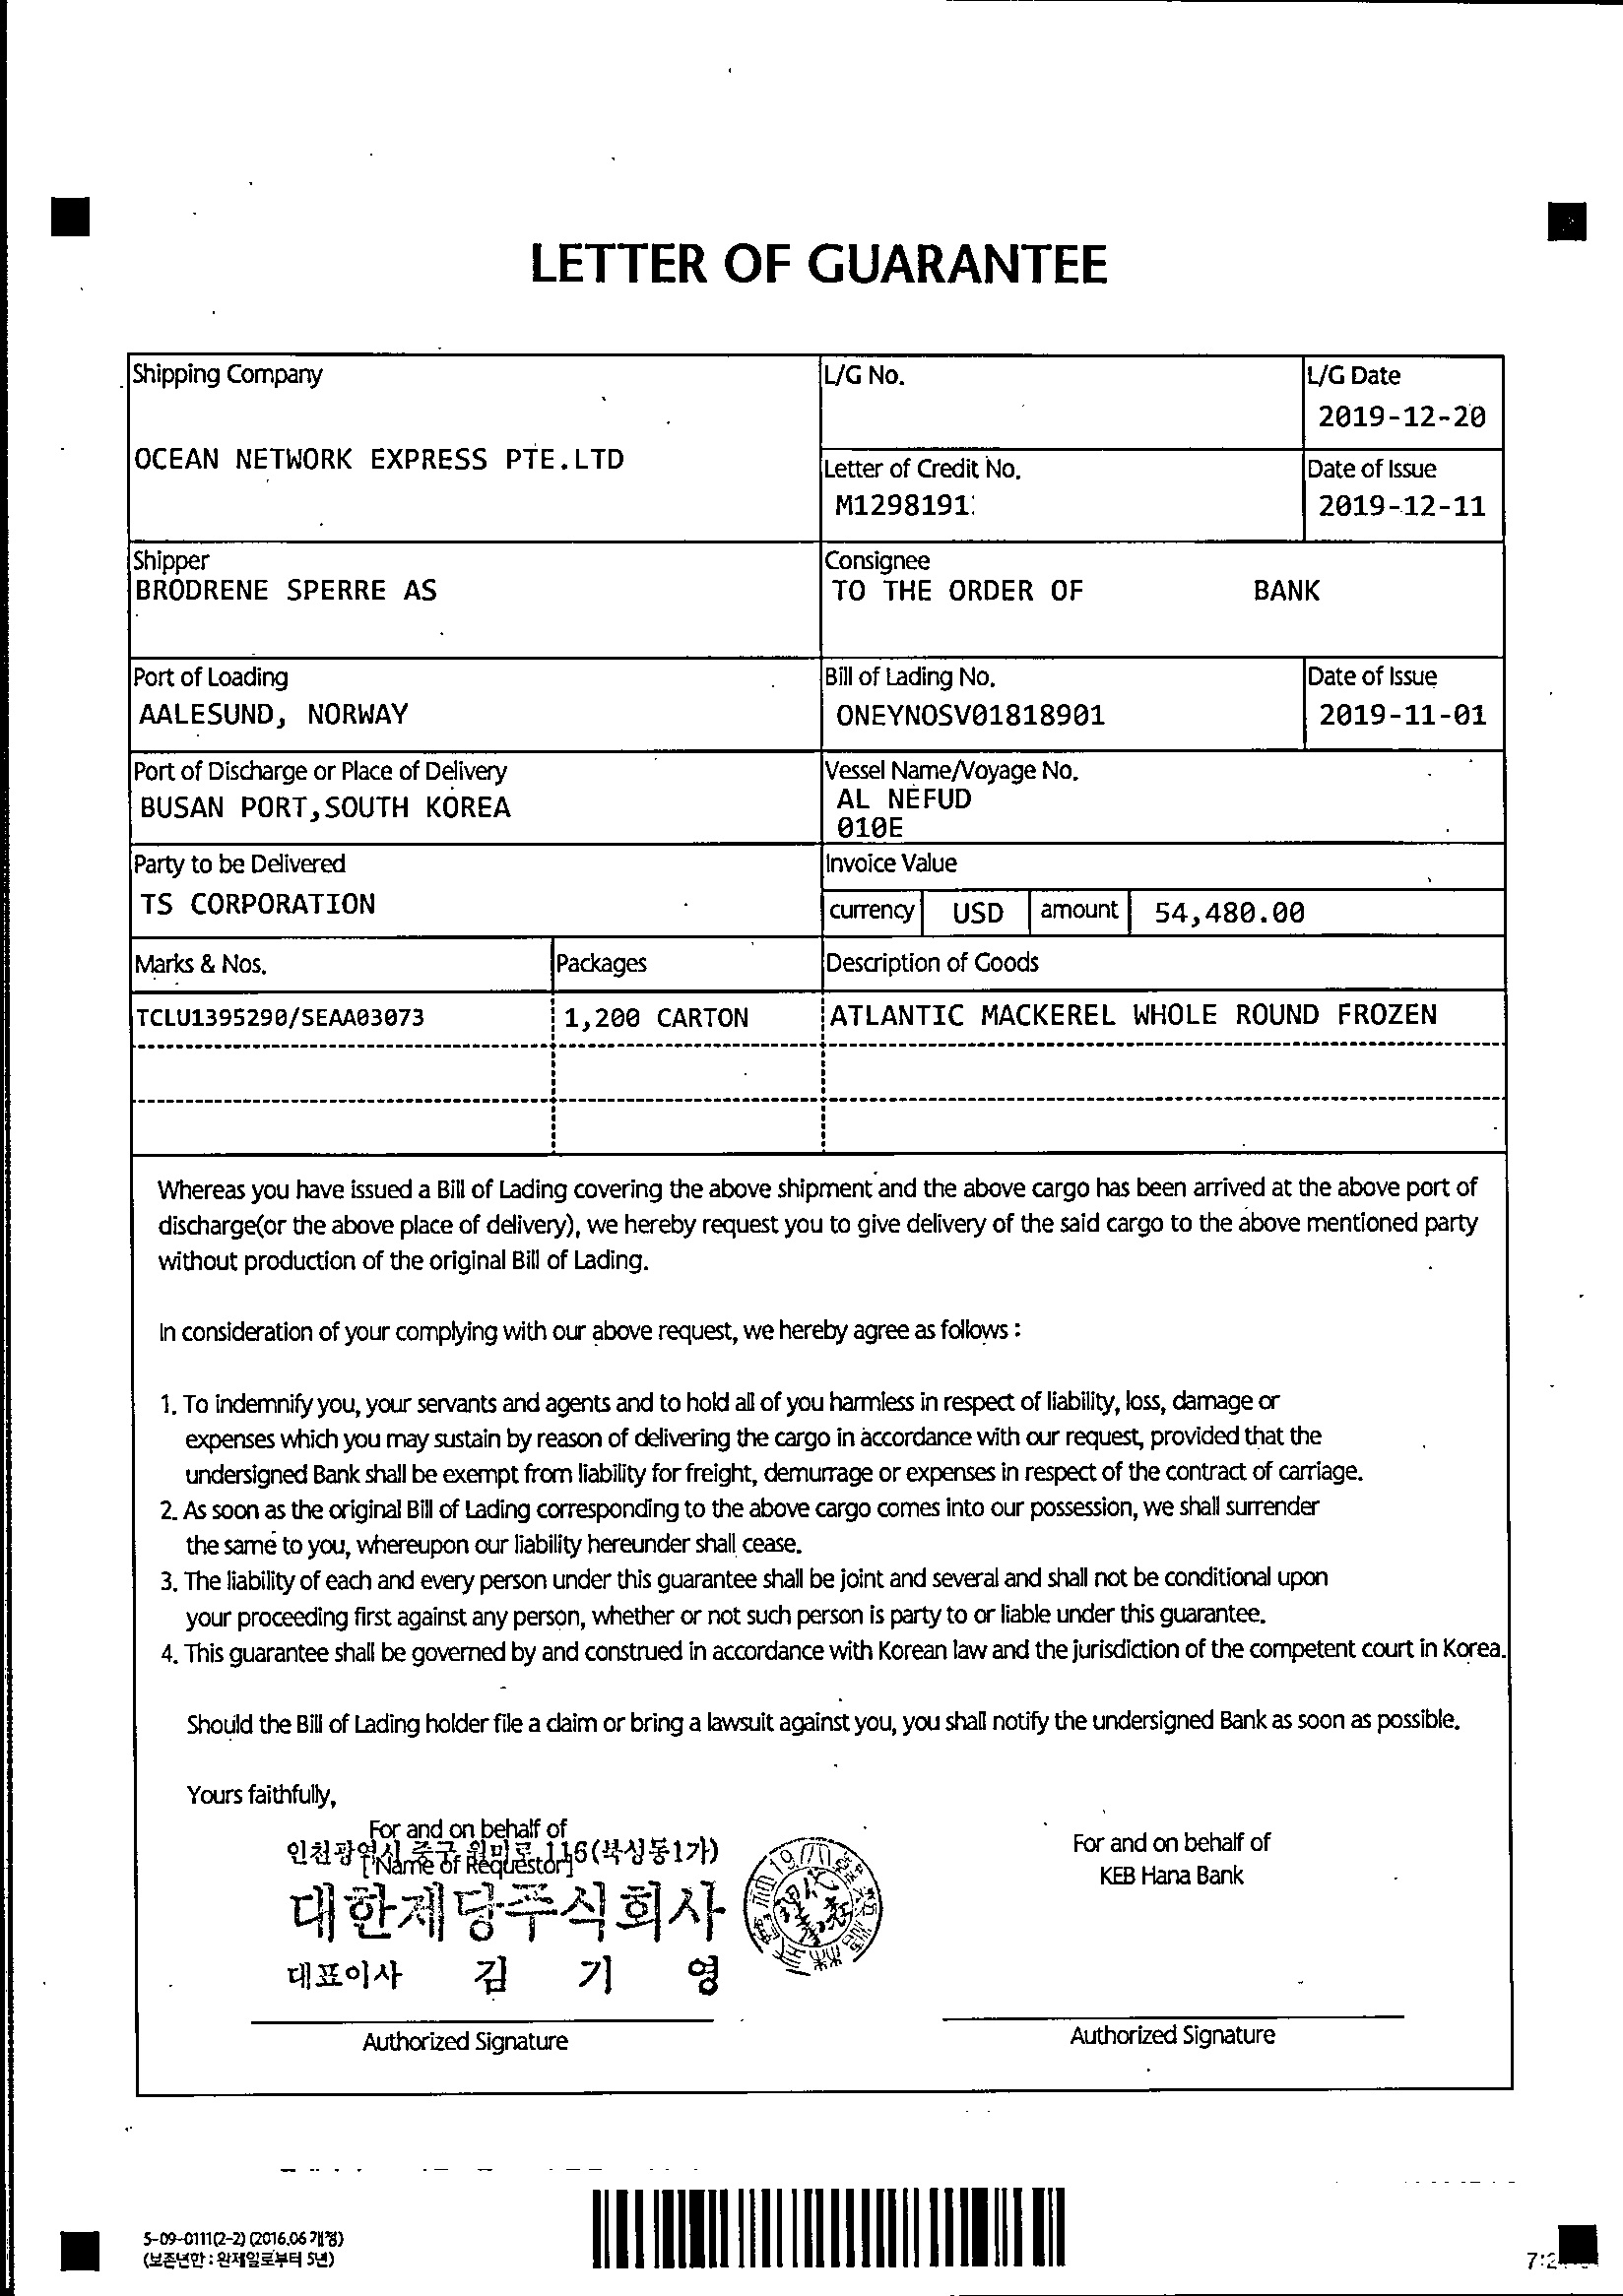 LETTER OF GUARANTEE
Shipping Company
OCEAN NETWORK EXPRESS PTE.LTD
L/G No.
L/G Date
2019-12-20
Letter of Credit No.
M1298191
Date of Issue
2019-12-11
Shipper
BRODRENE SPERRE AS
Consignee
TO THE ORDER OF BANK
Port of Loading
AALESUND, NORWAY
Bill of Lading No.
ONEYNOSV01818901
Date of Issue
2019-11-01
Port of Discharge or Place of Delivery
BUSAN PORT,SOUTH KOREA
Vessel Name/Voyage No.
AL NEFUD
010E
Party to be Delivered
TS CORPORATION
Invoice Value
currency USD amount 54,480.00
Marks & Nos. Packages Description of Goods
TCLU1395290/SEAA03073 1,200 CARTON ATLANTIC MACKEREL WHOLE ROUND FROZEN
Whereas you have issued a Bill of Lading covering the above shipment and the above cargo has been arrived at the above port of
discharge(or the above place of delivery), we hereby request you to give delivery of the said cargo to the above mentioned party
without production of the original Bill of Lading.
In consideration of your complying with our above request, we hereby agree as follows :
1. To indemnify you, your servants and agents and to hold all of you harmless in respect of liability, loss, damage or
expenses which you may sustain by reason of delivering the cargo in accordance with our request, provided that the
undersigned Bank shall be exempt from liability for freight, demurrage or expenses in respect of the contract of carriage.
2. As soon as the original Bill of Lading corresponding to the above cargo comes into our possession, we shall surrender
the same to you, whereupon our liability hereunder shall cease.
3. The liability of each and every person under this guarantee shall be joint and several and shall not be conditional upon
your proceeding first against any person, whether or not such person is party to or liable under this guarantee.
4. This guarantee shall be governed by and construed in accordance with Korean law and the jurisdiction of the competent court in Korea.
Should the Bill of Lading holder file a claim or bring a lawsuit against you, you shall notify the undersigned Bank as soon as possible.
Yours faithfully,
For and on behalf of
[Name of Requestor]
인천광역시 중구 월미로 116(북성동1가)
대한제당주식회사
대표이사 김 기 영
Authorized Signature
For and on behalf of
KEB Hana Bank
Authorized Signature
5-09-0111(2-2) (2016.06 개정)
(보존년한 : 완제일로부터 5년)